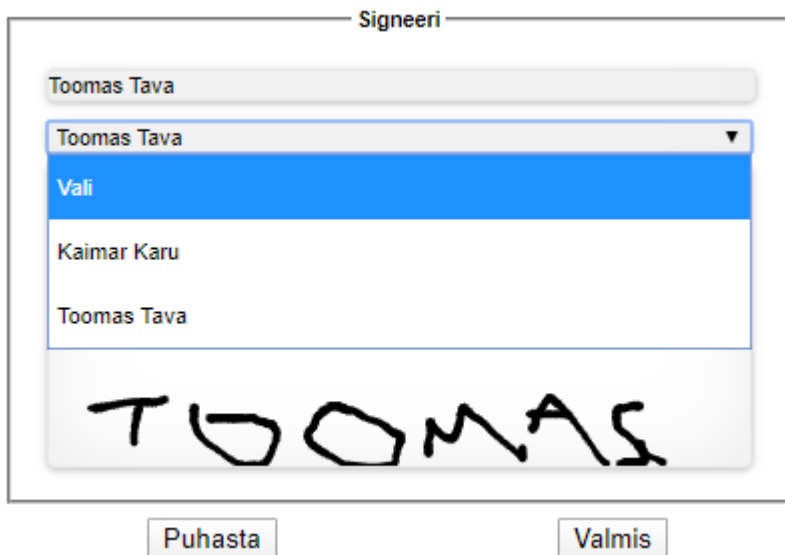 Signeeri
Toomas Tava
Toomas Tava
Vali
Kaimar Karu
Toomas Tava
TOOMAS
Puhasta Valmis